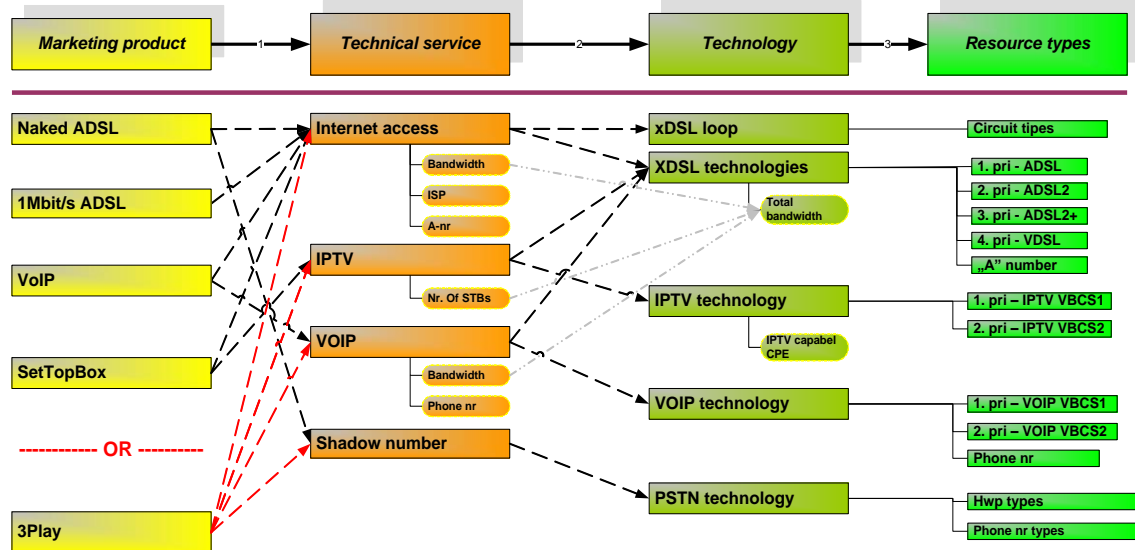 Marketing product
1
Technical service
2
Technology
3
Resource types
Naked ADSL
1Mbit/s ADSL
VoIP
SetTopBox
------------ OR ----------
3Play
Internet access
Bandwidth
ISP
A-nr
IPTV
Nr. Of STBs
VOIP
Bandwidth
Phone nr
Shadow number
xDSL loop
XDSL technologies
Total
bandwidth
IPTV technology
IPTV capabel
CPE
VOIP technology
PSTN technology
Circuit tipes
1. pri - ADSL
2. pri - ADSL2
3. pri - ADSL2+
4. pri - VDSL
„A” number
1. pri – IPTV VBCS1
2. pri – IPTV VBCS2
1. pri – VOIP VBCS1
2. pri – VOIP VBCS2
Phone nr
Hwp types
Phone nr types